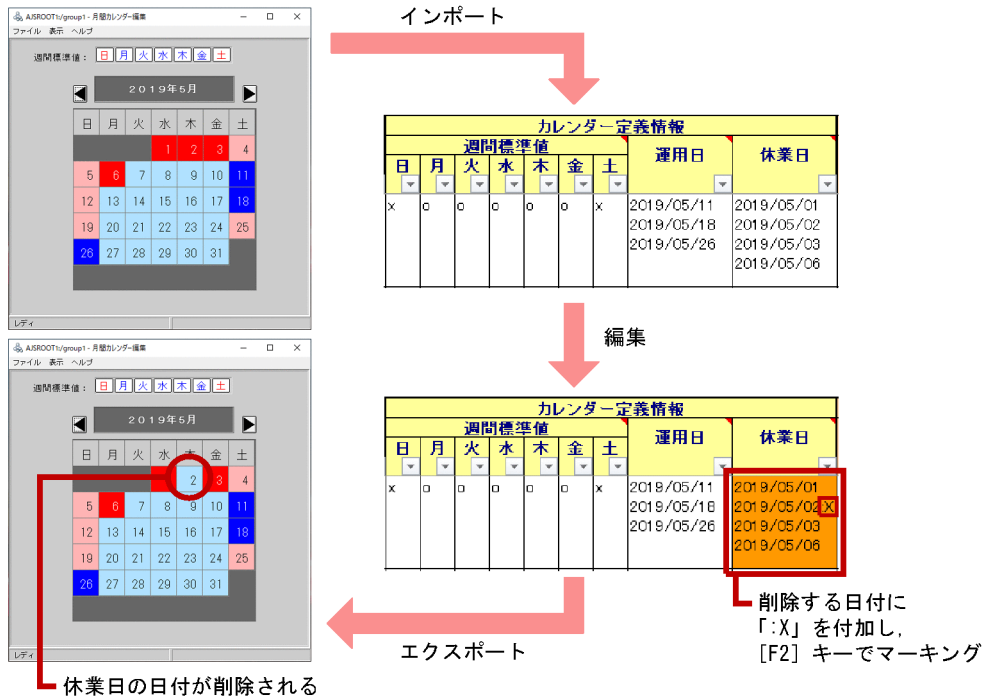 AJSROOT1:/group1 - 月間カレンダー編集
ファイル 表示 ヘルプ
週間標準値： 日 月 火 水 木 金 土
2019年5月
日 月 火 水 木 金 土
1 2 3 4
5 6 7 8 9 10 11
12 13 14 15 16 17 18
19 20 21 22 23 24 25
26 27 28 29 30 31
レディ
インポート
カレンダー定義情報
週間標準値 運用日 休業日
日 月 火 水 木 金 土
x o o o o o x 2019/05/11 2019/05/01
2019/05/18 2019/05/02
2019/05/26 2019/05/03
2019/05/06
編集
カレンダー定義情報
週間標準値 運用日 休業日
日 月 火 水 木 金 土
x o o o o o x 2019/05/11 2019/05/01
2019/05/18 2019/05/02:X
2019/05/26 2019/05/03
2019/05/06
削除する日付に
「:X」を付加し,
[F2] キーでマーキング
エクスポート
AJSROOT1:/group1 - 月間カレンダー編集
ファイル 表示 ヘルプ
週間標準値： 日 月 火 水 木 金 土
2019年5月
日 月 火 水 木 金 土
2 3 4
5 6 7 8 9 10 11
12 13 14 15 16 17 18
19 20 21 22 23 24 25
26 27 28 29 30 31
レディ
休業日の日付が削除される